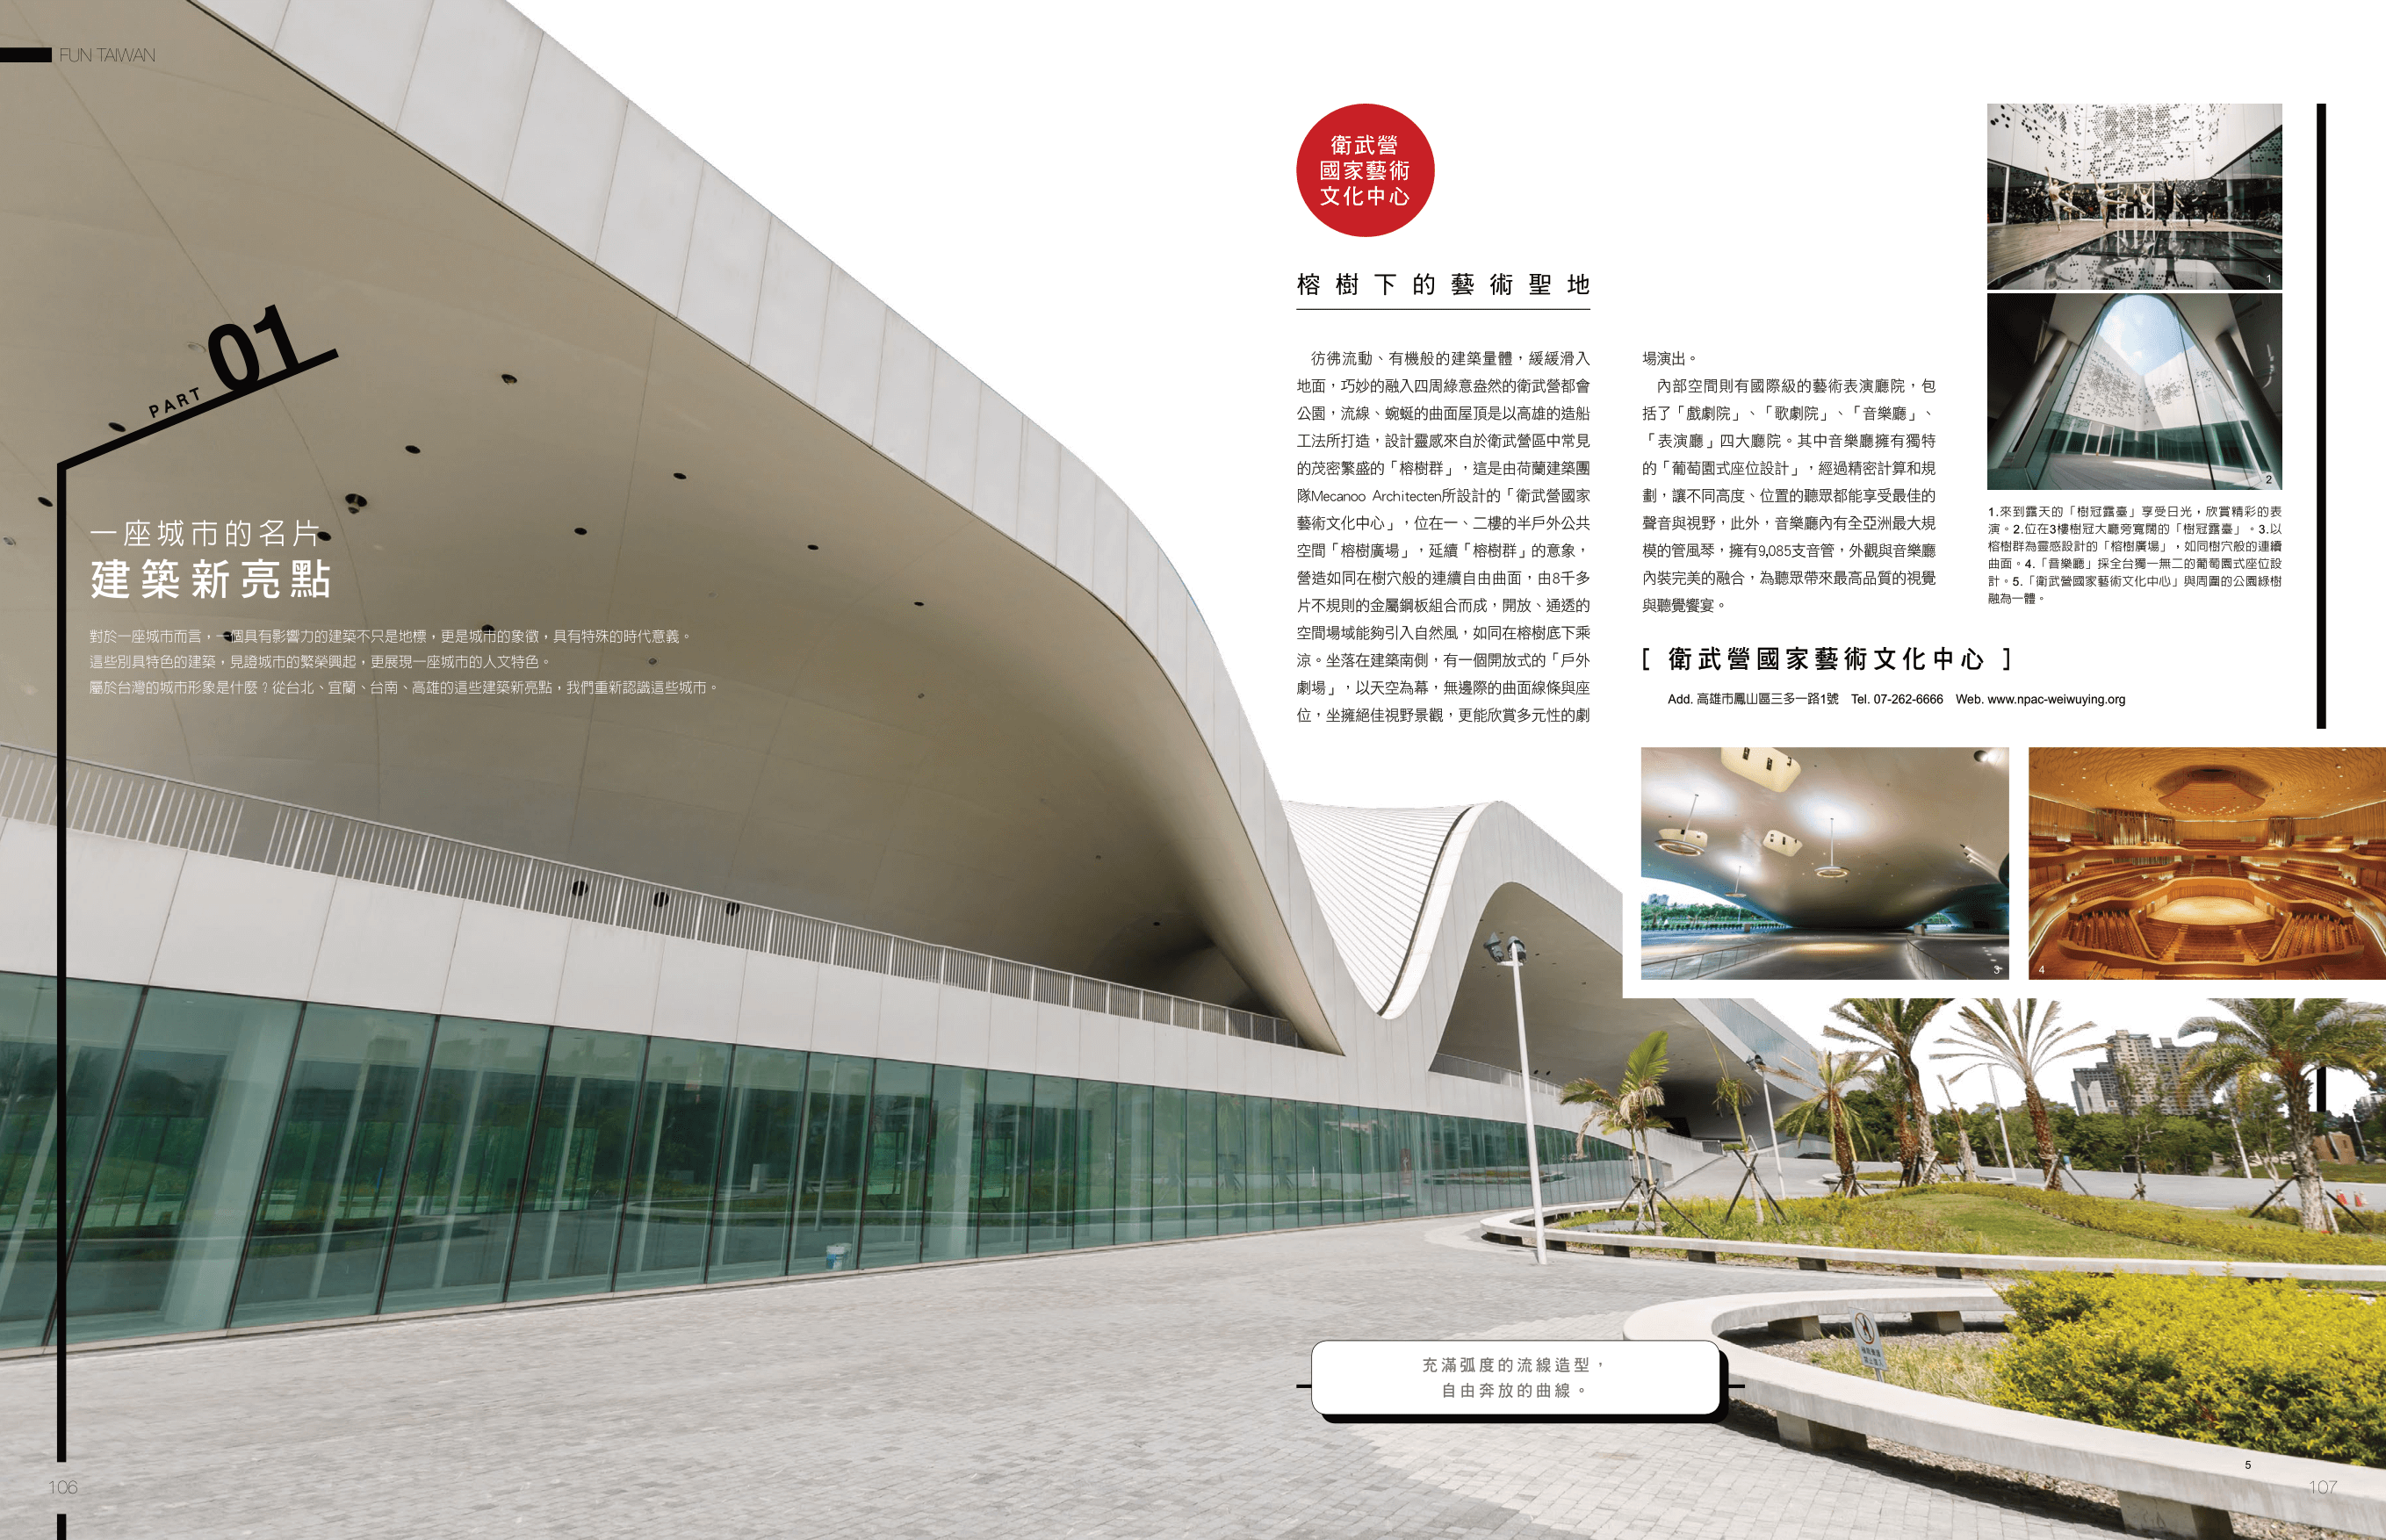 FUN TAIWAN
PART 01
一座城市的名片
建築新亮點
對於一座城市而言，一個具有影響力的建築不只是地標，更是城市的象徵，具有特殊的時代意義。
這些別具特色的建築，見證城市的繁榮興起，更展現一座城市的人文特色。
屬於台灣的城市形象是什麼？從台北、宜蘭、台南、高雄的這些建築新亮點，我們重新認識這些城市。
106
衛武營
國家藝術
文化中心
榕樹下的藝術聖地
彷彿流動、有機般的建築量體，緩緩滑入
地面，巧妙的融入四周綠意盎然的衛武營都會
公園，流線、蜿蜒的曲面屋頂是以高雄的造船
工法所打造，設計靈感來自於衛武營區中常見
的茂密繁盛的「榕樹群」，這是由荷蘭建築團
隊Mecanoo Architecten所設計的「衛武營國家
藝術文化中心」，位在一、二樓的半戶外公共
空間「榕樹廣場」，延續「榕樹群」的意象，
營造如同在樹穴般的連續自由曲面，由8千多
片不規則的金屬鋼板組合而成，開放、通透的
空間場域能夠引入自然風，如同在榕樹底下乘
涼。坐落在建築南側，有一個開放式的「戶外
劇場」，以天空為幕，無邊際的曲面線條與座
位，坐擁絕佳視野景觀，更能欣賞多元性的劇
場演出。
內部空間則有國際級的藝術表演廳院，包
括了「戲劇院」、「歌劇院」、「音樂廳」、
「表演廳」四大廳院。其中音樂廳擁有獨特
的「葡萄園式座位設計」，經過精密計算和規
劃，讓不同高度、位置的聽眾都能享受最佳的
聲音與視野，此外，音樂廳內有全亞洲最大規
模的管風琴，擁有9,085支音管，外觀與音樂廳
內裝完美的融合，為聽眾帶來最高品質的視覺
與聽覺饗宴。
[ 衛武營國家藝術文化中心 ]
Add. 高雄市鳳山區三多一路1號 Tel. 07-262-6666 Web. www.npac-weiwuying.org
1
2
1.來到露天的「樹冠露臺」享受日光，欣賞精彩的表
演。2.位在3樓樹冠大廳旁寬闊的「樹冠露臺」。3.以
榕樹群為靈感設計的「榕樹廣場」，如同樹穴般的連續
曲面。4.「音樂廳」採全台獨一無二的葡萄園式座位設
計。5.「衛武營國家藝術文化中心」與周圍的公園綠樹
融為一體。
3
4
充滿弧度的流線造型，
自由奔放的曲線。
5
107